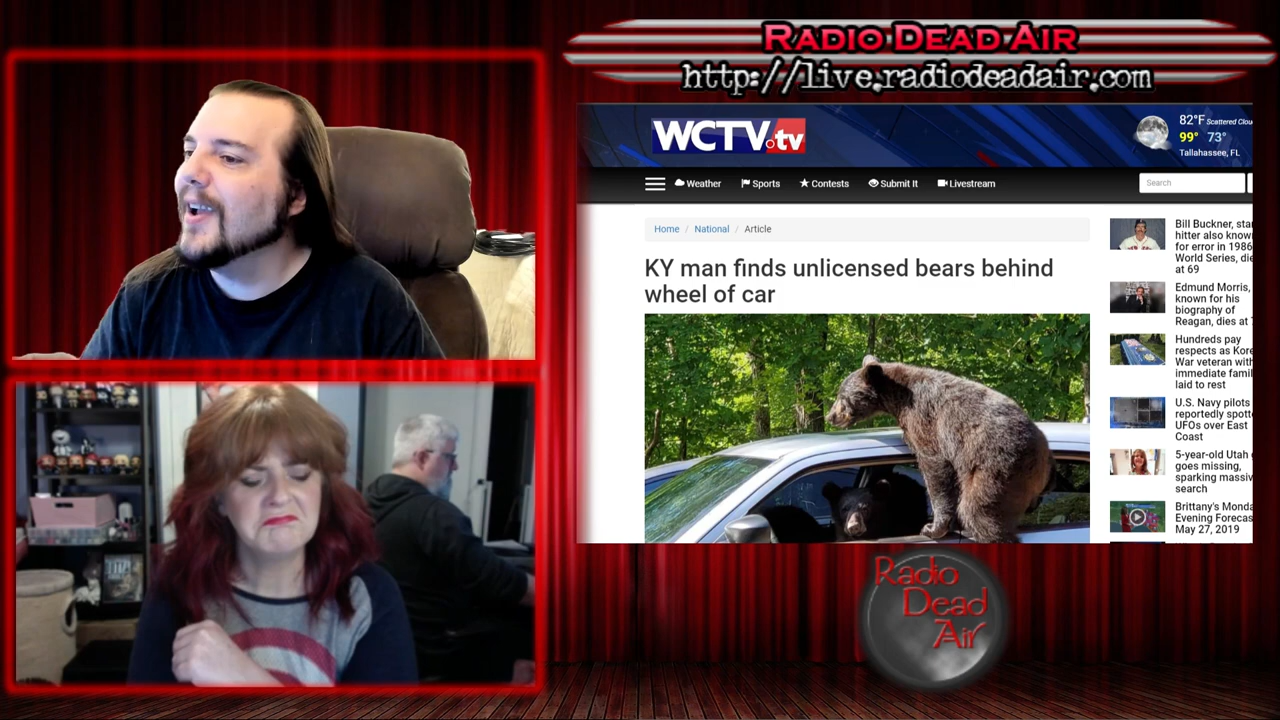 RADIO DEAD AIR
http://live.radiodeadair.com
WCTV.tv
82°F Scattered Clou
99° 73°
Tallahassee, FL
Weather Sports Contests Submit It Livestream
Search
Home / National / Article
KY man finds unlicensed bears behind
wheel of car
Bill Buckner, star
hitter also known
for error in 1986
World Series, die
at 69
Edmund Morris,
known for his
biography of
Reagan, dies at 7
Hundreds pay
respects as Kore
War veteran with
immediate famil
laid to rest
U.S. Navy pilots
reportedly spotte
UFOs over East
Coast
5-year-old Utah g
goes missing,
sparking massiv
search
Brittany's Monda
Evening Forecas
May 27, 2019
Radio
Dead
Air